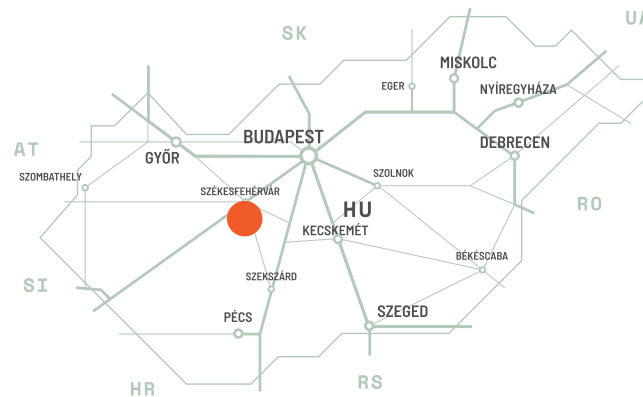 UA
SK
MISKOLC
EGER
NYÍREGYHÁZA
BUDAPEST
DEBRECEN
AT
GYŐR
SZOMBATHELY
SZOLNOK
SZÉKESFEHÉRVÁR
HU
RO
KECSKEMÉT
BÉKÉSCABA
SI
SZEKSZÁRD
PÉCS
SZEGED
HR
RS